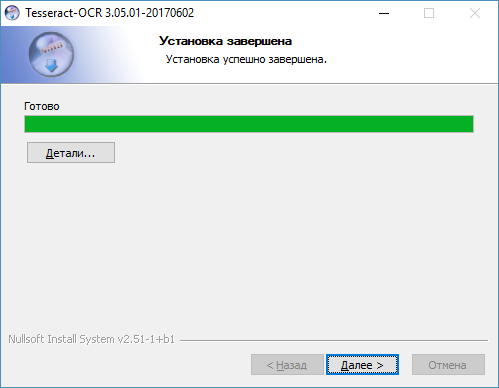 Tesseract-OCR 3.05.01-20170602
Установка завершена
Установка успешно завершена.
Готово
Детали...
Nullsoft Install System v2.51-1+b1
< Назад
Далее >
Отмена